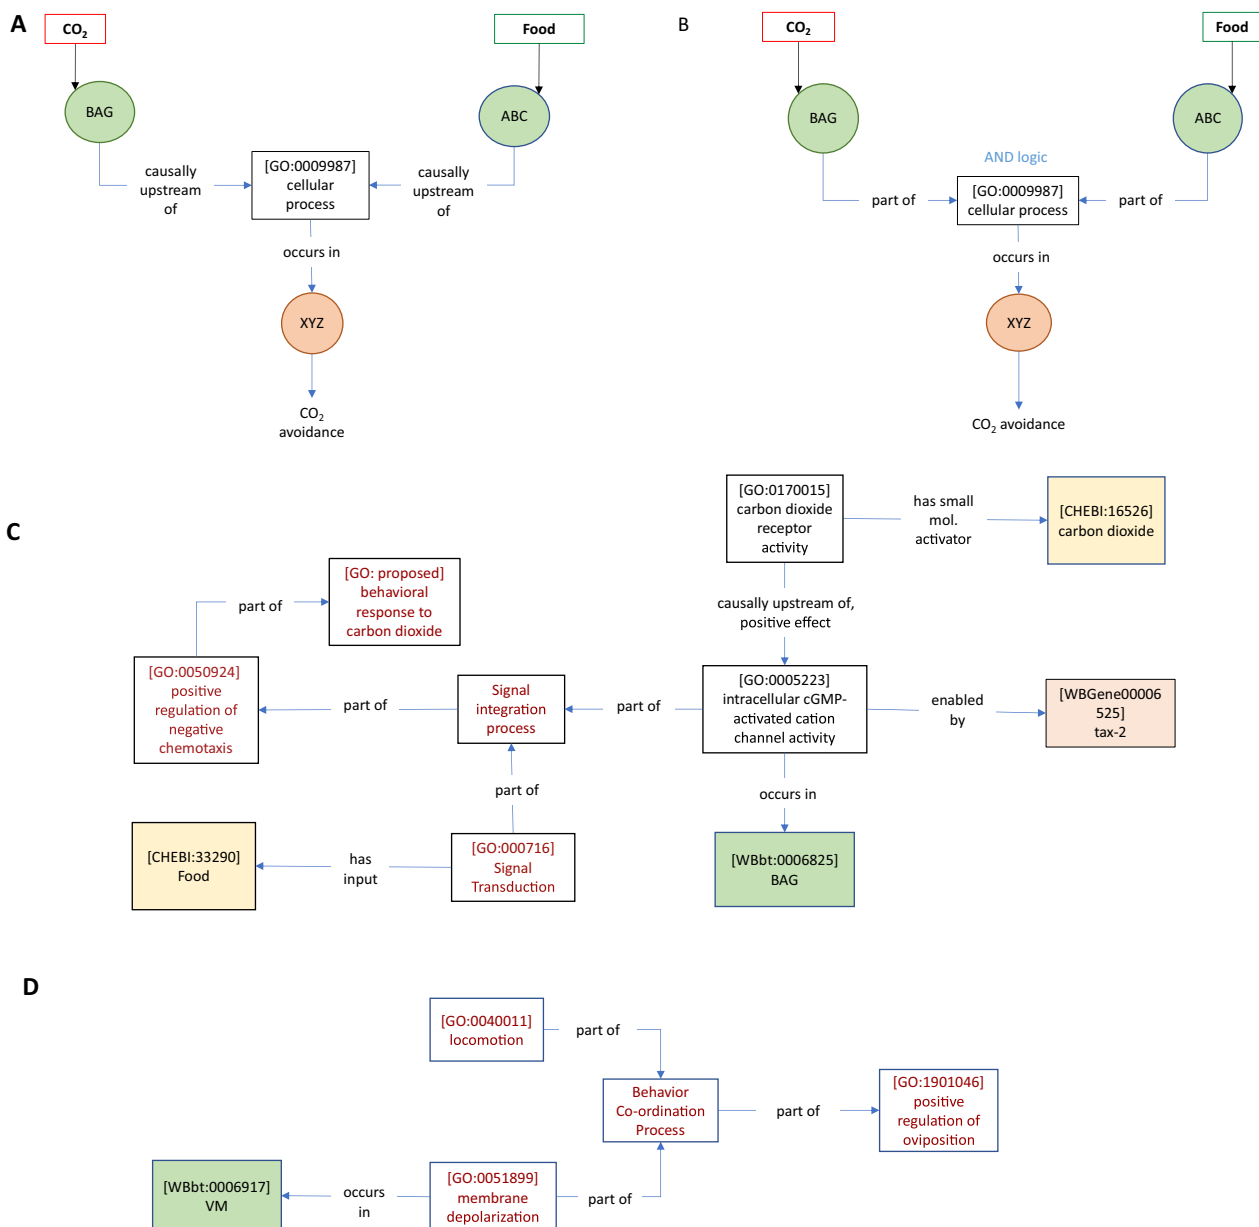 A
CO2
Food
BAG
ABC
causally
upstream
of
[GO:0009987]
cellular
process
causally
upstream
of
occurs in
XYZ
CO2
avoidance
B
CO2
Food
BAG
ABC
AND logic
part of
[GO:0009987]
cellular process
part of
occurs in
XYZ
CO2 avoidance
C
[GO:0170015]
carbon dioxide
receptor
activity
has small
mol.
activator
[CHEBI:16526]
carbon dioxide
[GO: proposed]
behavioral
response to
carbon dioxide
part of
causally upstream of,
positive effect
[GO:0050924]
positive
regulation of
negative
chemotaxis
part of
Signal
integration
process
part of
[GO:0005223]
intracellular cGMP-
activated cation
channel activity
enabled
by
[WBGene00006
525]
tax-2
part of
occurs in
[CHEBI:33290]
Food
has
input
[GO:000716]
Signal
Transduction
[WBbt:0006825]
BAG
D
[GO:0040011]
locomotion
part of
Behavior
Co-ordination
Process
part of
[GO:1901046]
positive
regulation of
oviposition
[WBbt:0006917]
VM
occurs
in
[GO:0051899]
membrane
depolarization
part of